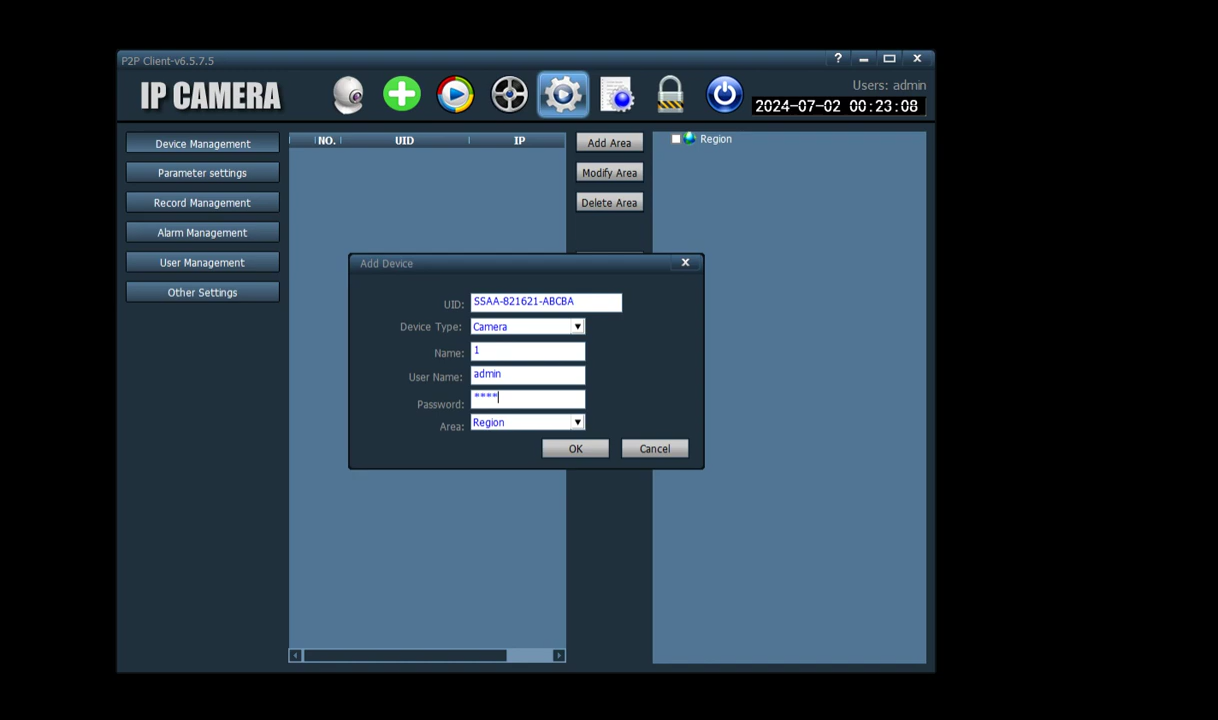 P2P Client-v6.5.7.5
?
X
IP CAMERA
Users: admin
2024-07-02 00:23:08
Device Management
Parameter settings
Record Management
Alarm Management
User Management
Other Settings
NO. UID IP
Add Area
Modify Area
Delete Area
Region
Add Device
X
UID: SSAA-821621-ABCBA
Device Type: Camera
Name: 1
User Name: admin
Password: ****
Area: Region
OK
Cancel